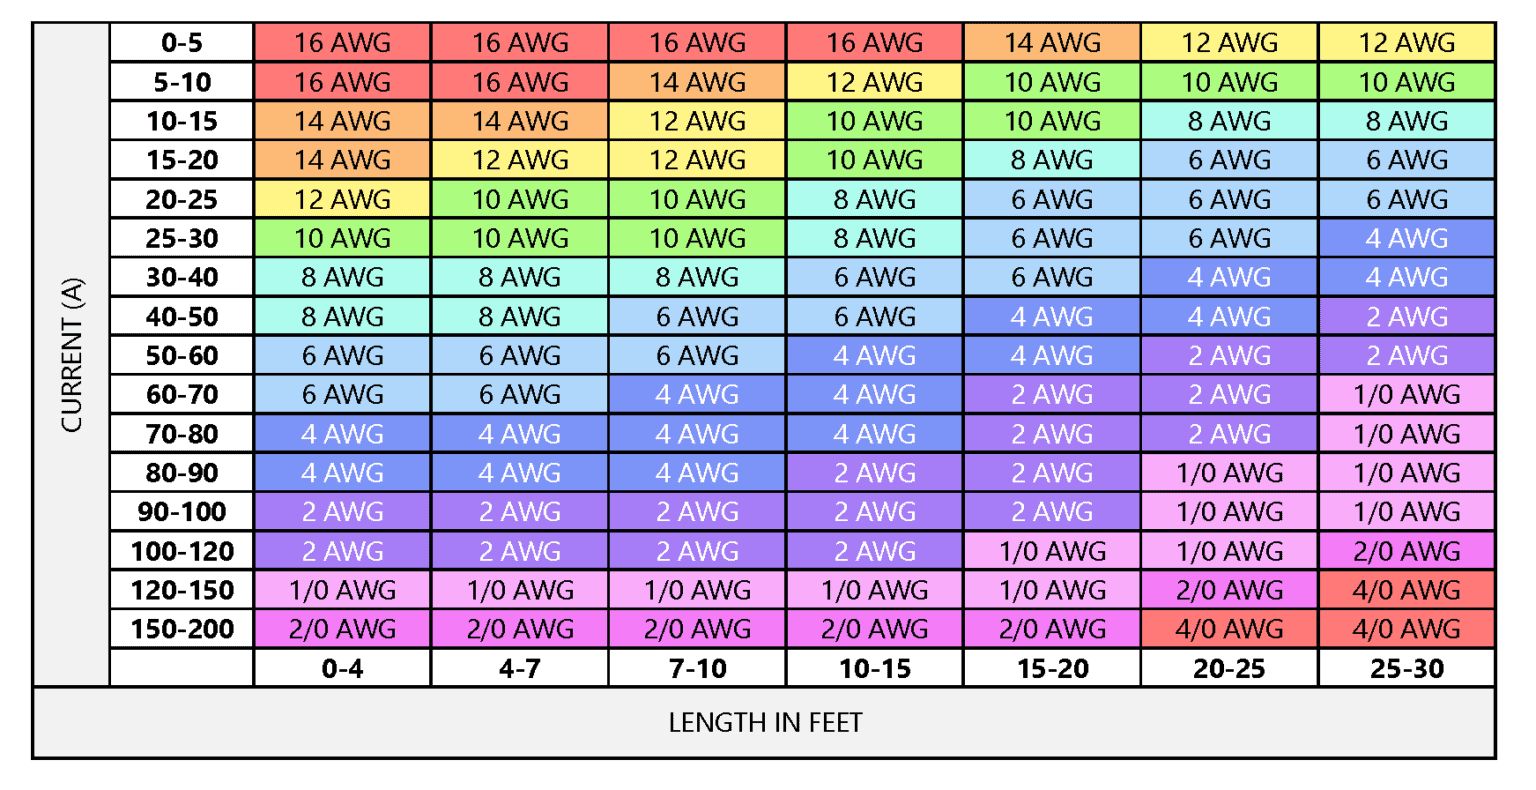 0-5 16 AWG 16 AWG 16 AWG 16 AWG 14 AWG 12 AWG 12 AWG
5-10 16 AWG 16 AWG 14 AWG 12 AWG 10 AWG 10 AWG 10 AWG
10-15 14 AWG 14 AWG 12 AWG 10 AWG 10 AWG 8 AWG 8 AWG
15-20 14 AWG 12 AWG 12 AWG 10 AWG 8 AWG 6 AWG 6 AWG
20-25 12 AWG 10 AWG 10 AWG 8 AWG 6 AWG 6 AWG 6 AWG
25-30 10 AWG 10 AWG 10 AWG 8 AWG 6 AWG 6 AWG 4 AWG
30-40 8 AWG 8 AWG 8 AWG 6 AWG 6 AWG 4 AWG 4 AWG
40-50 8 AWG 8 AWG 6 AWG 6 AWG 4 AWG 4 AWG 2 AWG
50-60 6 AWG 6 AWG 6 AWG 4 AWG 4 AWG 2 AWG 2 AWG
60-70 6 AWG 6 AWG 4 AWG 4 AWG 2 AWG 2 AWG 1/0 AWG
70-80 4 AWG 4 AWG 4 AWG 4 AWG 2 AWG 2 AWG 1/0 AWG
80-90 4 AWG 4 AWG 4 AWG 2 AWG 2 AWG 1/0 AWG 1/0 AWG
90-100 2 AWG 2 AWG 2 AWG 2 AWG 2 AWG 1/0 AWG 1/0 AWG
100-120 2 AWG 2 AWG 2 AWG 2 AWG 1/0 AWG 1/0 AWG 2/0 AWG
120-150 1/0 AWG 1/0 AWG 1/0 AWG 1/0 AWG 1/0 AWG 2/0 AWG 4/0 AWG
150-200 2/0 AWG 2/0 AWG 2/0 AWG 2/0 AWG 2/0 AWG 4/0 AWG 4/0 AWG
0-4 4-7 7-10 10-15 15-20 20-25 25-30
CURRENT (A)
LENGTH IN FEET